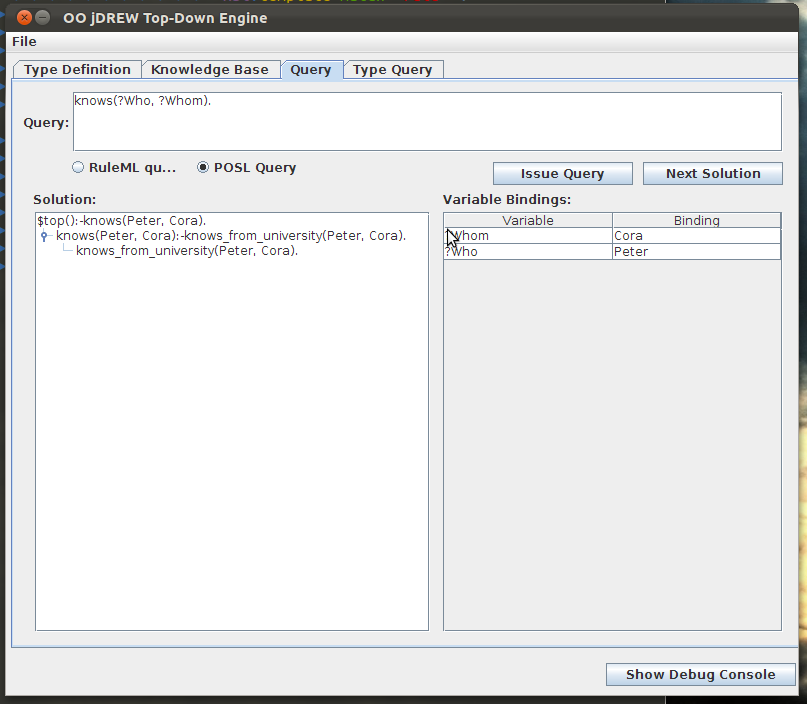 OO jDREW Top-Down Engine
File
Type Definition Knowledge Base Query Type Query
knows(?Who, ?Whom).
Query:
RuleML qu... POSL Query
Issue Query Next Solution
Solution: Variable Bindings:
Variable Binding
$top():-knows(Peter, Cora).
knows(Peter, Cora):-knows_from_university(Peter, Cora).
knows_from_university(Peter, Cora).
?Whom Cora
?Who Peter
Show Debug Console